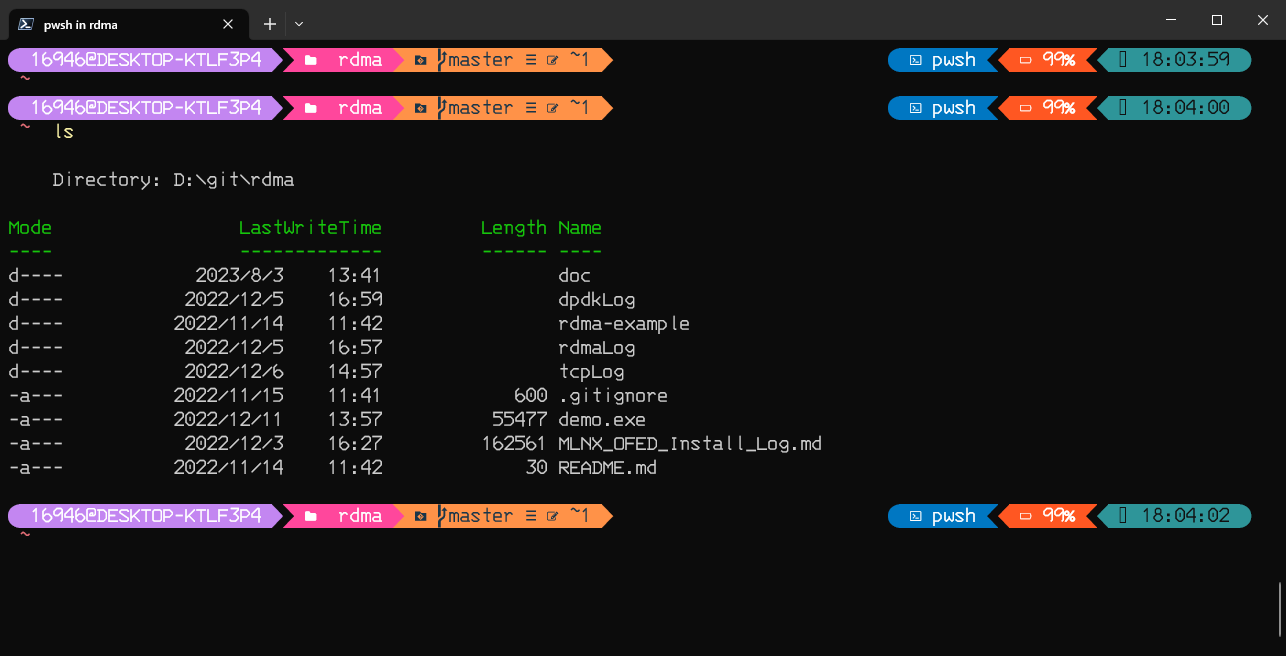 pwsh in rdma
16946@DESKTOP-KTLF3P4 rdma master ≡ ~1 pwsh 99% 18:03:59
~
16946@DESKTOP-KTLF3P4 rdma master ≡ ~1 pwsh 99% 18:04:00
~ ls
Directory: D:\git\rdma
Mode LastWriteTime Length Name
---- ------------- ------ ----
d---- 2023/8/3 13:41 doc
d---- 2022/12/5 16:59 dpdkLog
d---- 2022/11/14 11:42 rdma-example
d---- 2022/12/5 16:57 rdmaLog
d---- 2022/12/6 14:57 tcpLog
-a--- 2022/11/15 11:41 600 .gitignore
-a--- 2022/12/11 13:57 55477 demo.exe
-a--- 2022/12/3 16:27 162561 MLNX_OFED_Install_Log.md
-a--- 2022/11/14 11:42 30 README.md
16946@DESKTOP-KTLF3P4 rdma master ≡ ~1 pwsh 99% 18:04:02
~